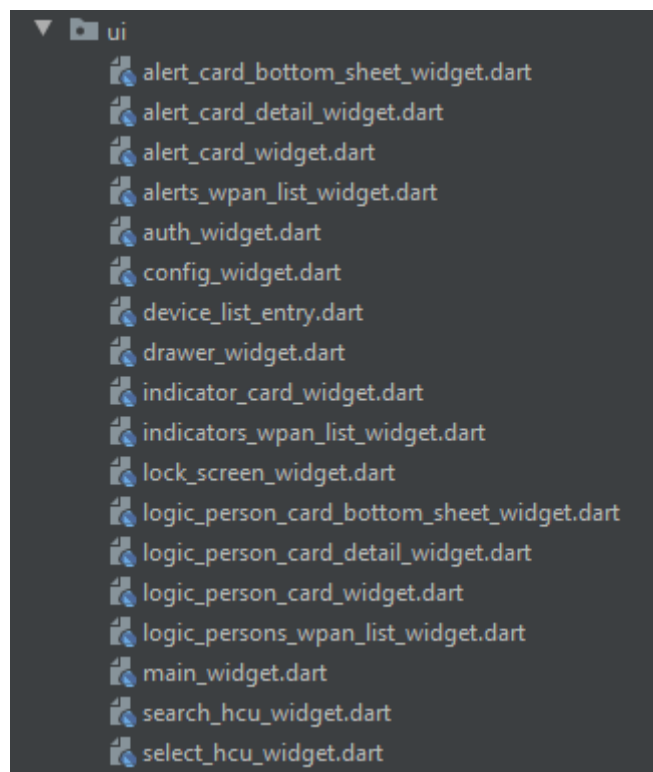 ui
alert_card_bottom_sheet_widget.dart
alert_card_detail_widget.dart
alert_card_widget.dart
alerts_wpan_list_widget.dart
auth_widget.dart
config_widget.dart
device_list_entry.dart
drawer_widget.dart
indicator_card_widget.dart
indicators_wpan_list_widget.dart
lock_screen_widget.dart
logic_person_card_bottom_sheet_widget.dart
logic_person_card_detail_widget.dart
logic_person_card_widget.dart
logic_persons_wpan_list_widget.dart
main_widget.dart
search_hcu_widget.dart
select_hcu_widget.dart